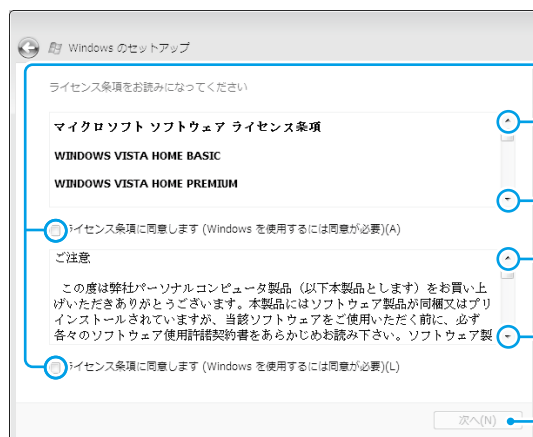 Windows のセットアップ
ライセンス条項をお読みになってください
マイクロソフト ソフトウェア ライセンス条項
WINDOWS VISTA HOME BASIC
WINDOWS VISTA HOME PREMIUM
ライセンス条項に同意します (Windows を使用するには同意が必要)(A)
ご注意
この度は弊社パーソナルコンピュータ製品（以下本製品とします）をお買い上
げいただきありがとうございます。本製品にはソフトウェア製品が同梱又はプリ
インストールされていますが、当該ソフトウェアをご使用いただく前に、必ず
各々のソフトウェア使用許諾契約書をあらかじめお読み下さい。ソフトウェア製
ライセンス条項に同意します (Windows を使用するには同意が必要)(L)
次へ(N)